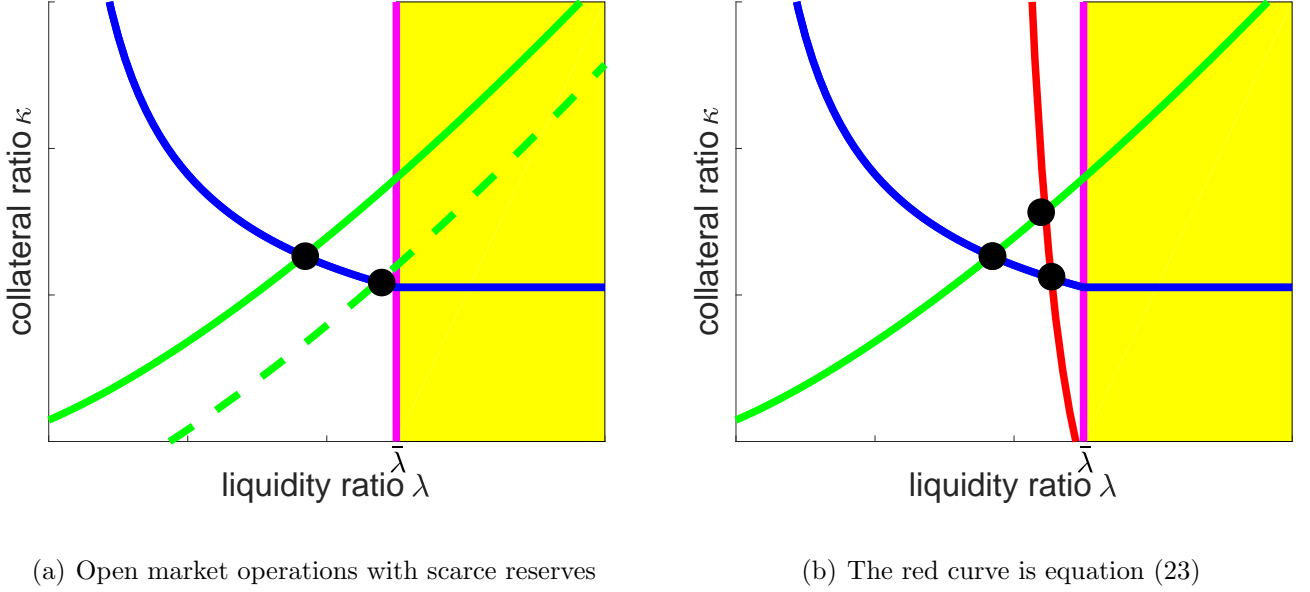 collateral ratio κ
λ̄
liquidity ratio λ
(a) Open market operations with scarce reserves
collateral ratio κ
λ̄
liquidity ratio λ
(b) The red curve is equation (23)